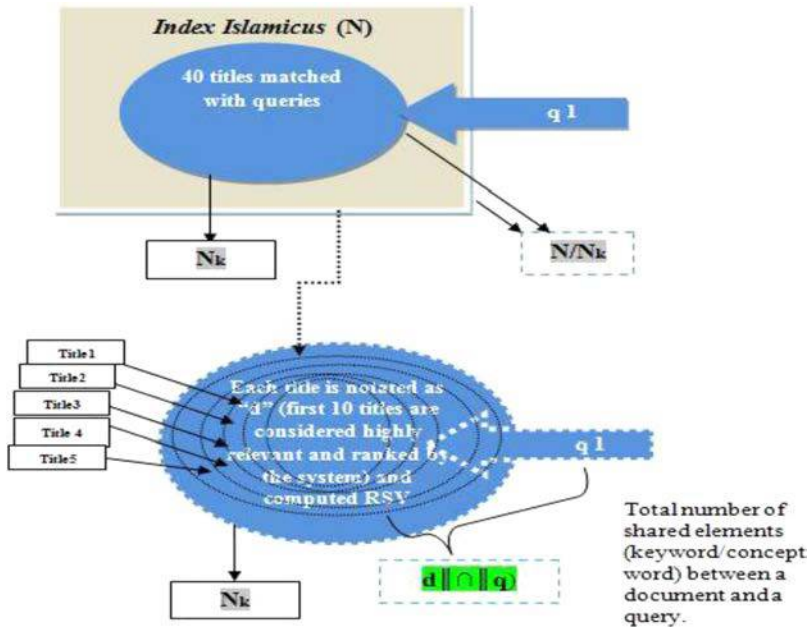 Index Islamicus (N)
40 titles matched
with queries
q 1
Nk
N/Nk
Title1
Title2
Title3
Title 4
Title5
Each title is notated as
“d” (first 10 titles are
considered highly
relevant and ranked by
the system) and
computed RSV
q 1
Nk
d‖∩‖q)
Total number of
shared elements
(keyword/concept
word) between a
document and a
query.